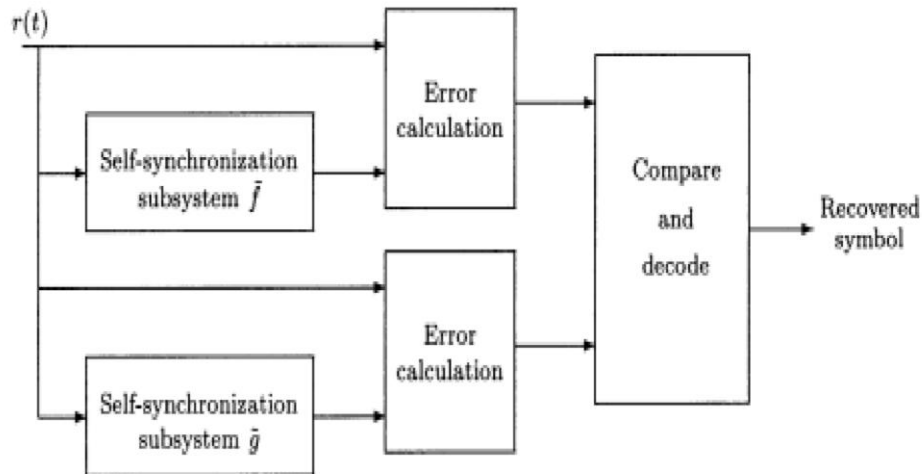 r(t)
Error
calculation
Self-synchronization
subsystem f̃
Compare
and
decode
Recovered
symbol
Error
calculation
Self-synchronization
subsystem g̃